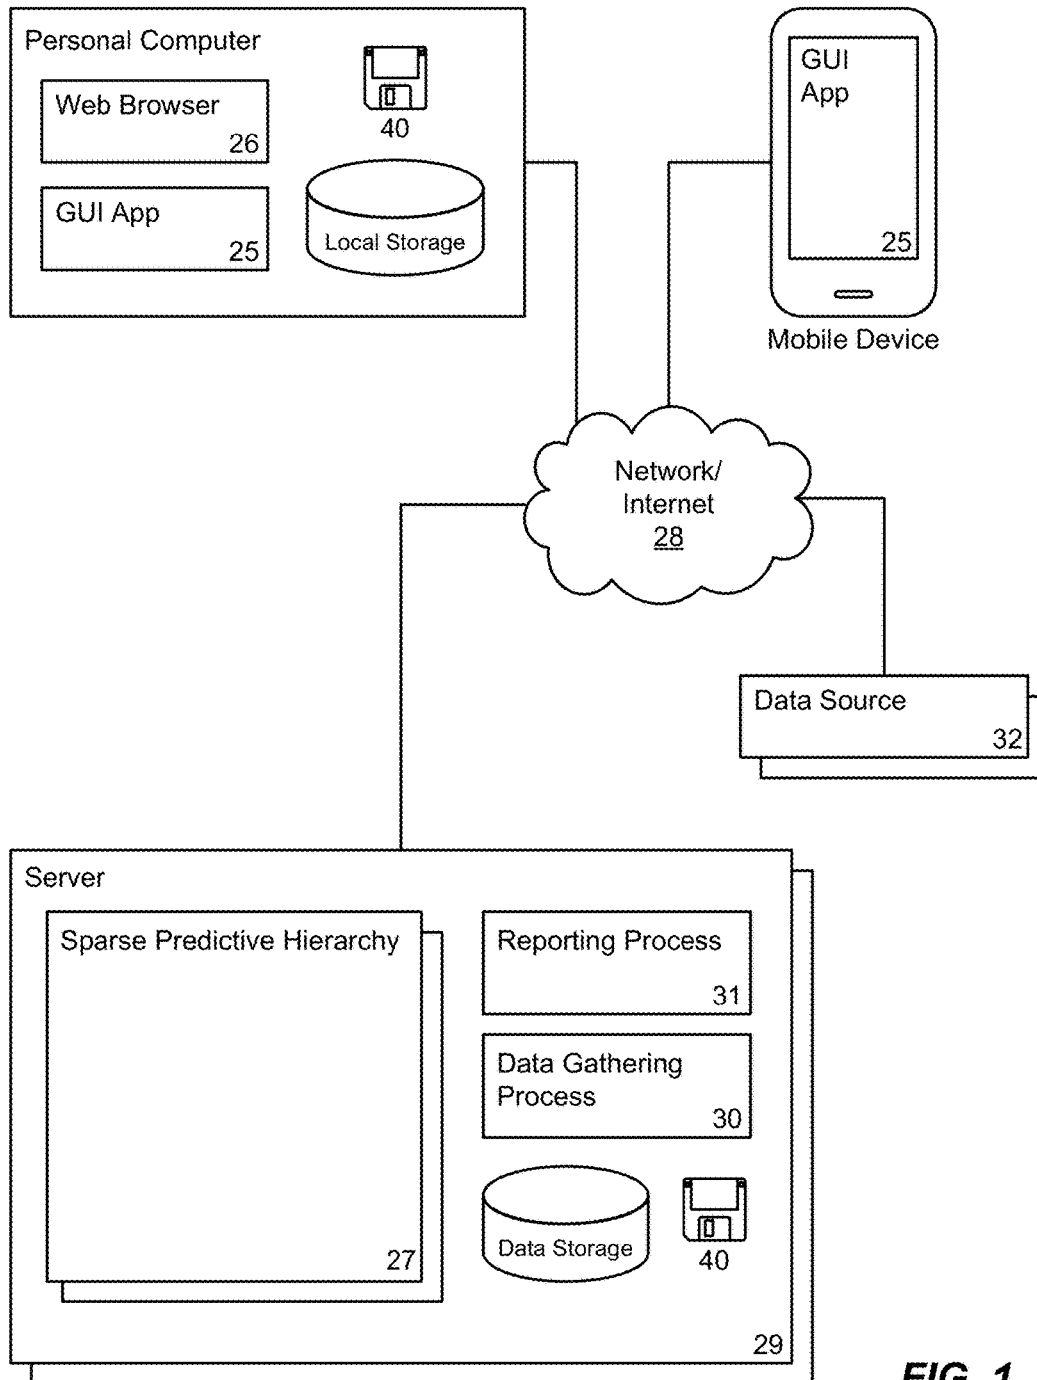 Personal Computer
Web Browser
26
40
GUI App
25
Local Storage
GUI
App
25
Mobile Device
Network/
Internet
28
Data Source
32
Server
Sparse Predictive Hierarchy
27
Reporting Process
31
Data Gathering
Process
30
Data Storage
40
29
FIG. 1